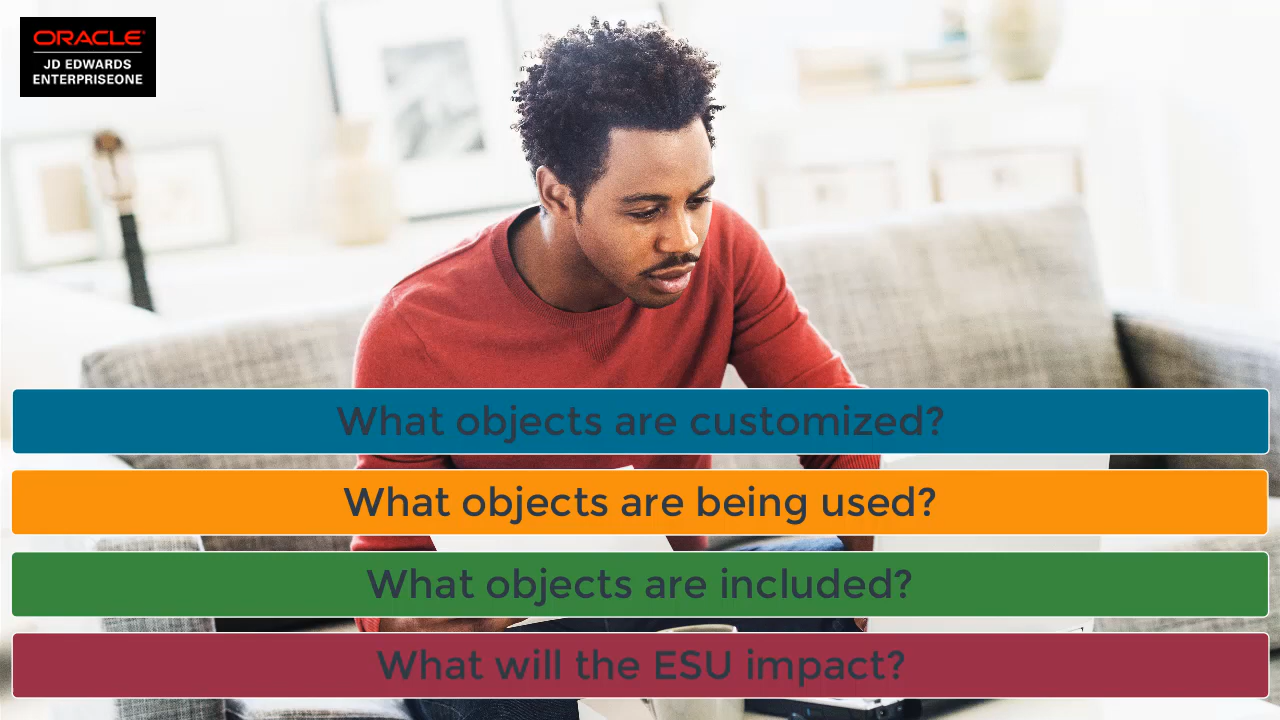 ORACLE
JD EDWARDS
ENTERPRISEONE
What objects are customized?
What objects are being used?
What objects are included?
What will the ESU impact?